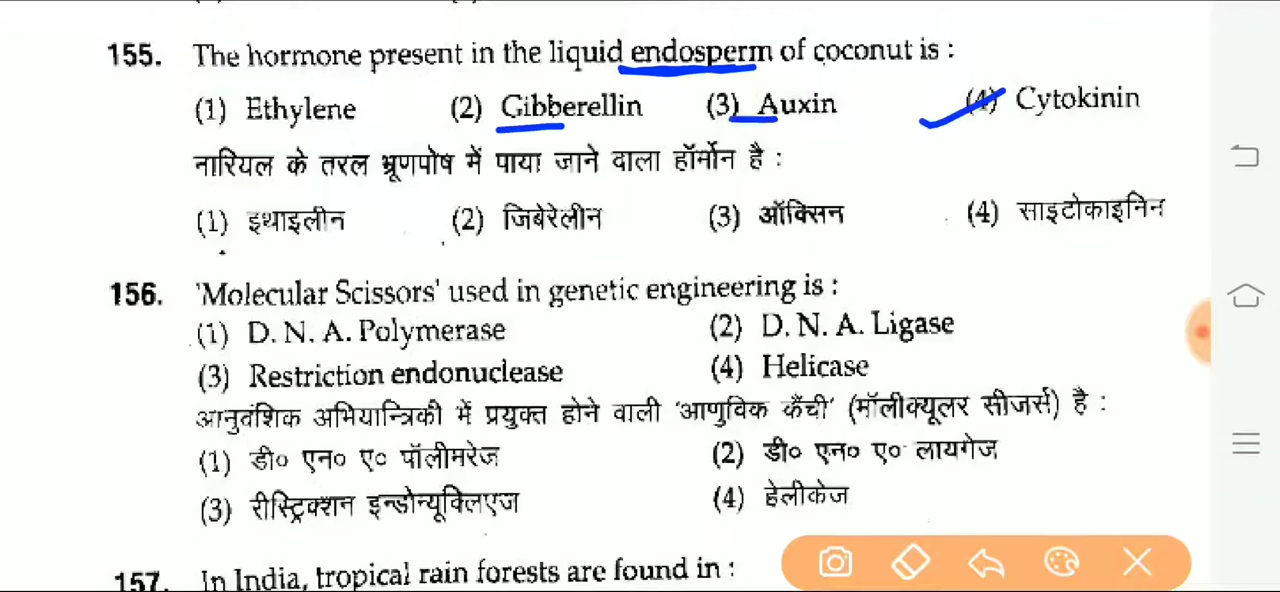 155. The hormone present in the liquid endosperm of coconut is :
(1) Ethylene (2) Gibberellin (3) Auxin (4) Cytokinin
नारियल के तरल भ्रूणपोष में पाया जाने वाला हॉर्मोन है :
(1) इथाइलीन (2) जिबेरेलीन (3) ऑक्सिन (4) साइटोकाइनिन
156. 'Molecular Scissors' used in genetic engineering is :
(1) D. N. A. Polymerase (2) D. N. A. Ligase
(3) Restriction endonuclease (4) Helicase
आनुवंशिक अभियान्त्रिकी में प्रयुक्त होने वाली 'आणुविक कैंची' (मॉलीक्यूलर सीजर्स) है :
(1) डी० एन० ए० पॉलीमरेज (2) डी० एन० ए० लायगेज
(3) रीस्ट्रिक्शन इन्डोन्यूक्लिएज (4) हेलीकेज
157. In India, tropical rain forests are found in :